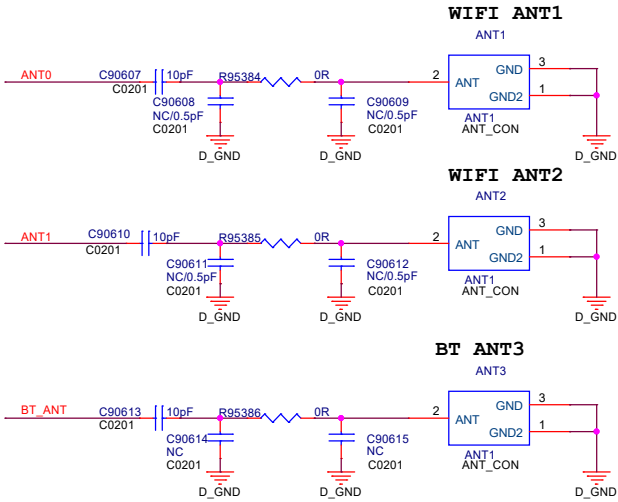 WIFI ANT1
ANT1
ANT0 C90607 10pF R95384 0R 2 ANT GND 3
C0201 GND2 1
C90608 C90609 ANT1
NC/0.5pF NC/0.5pF ANT_CON
C0201 C0201
D_GND D_GND D_GND
WIFI ANT2
ANT2
ANT1 C90610 10pF R95385 0R 2 ANT GND 3
C0201 GND2 1
C90611 C90612 ANT1
NC/0.5pF NC/0.5pF ANT_CON
C0201 C0201
D_GND D_GND D_GND
BT ANT3
ANT3
BT_ANT C90613 10pF R95386 0R 2 ANT GND 3
C0201 GND2 1
C90614 C90615 ANT1
NC NC ANT_CON
C0201 C0201
D_GND D_GND D_GND